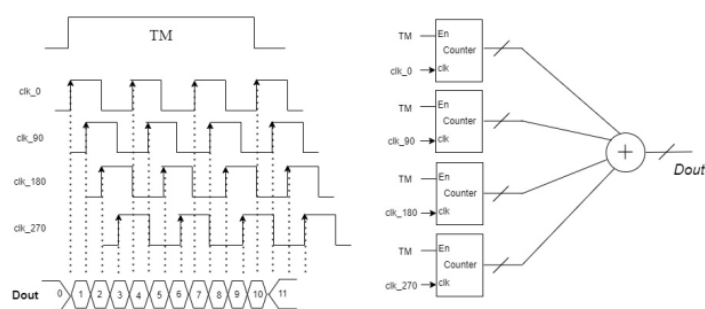 TM
clk_0
clk_90
clk_180
clk_270
Dout 0 1 2 3 4 5 6 7 8 9 10 11
TM En
Counter
clk_0 clk
TM En
Counter
clk_90 clk
TM En
Counter
clk_180 clk
TM En
Counter
clk_270 clk
+
Dout